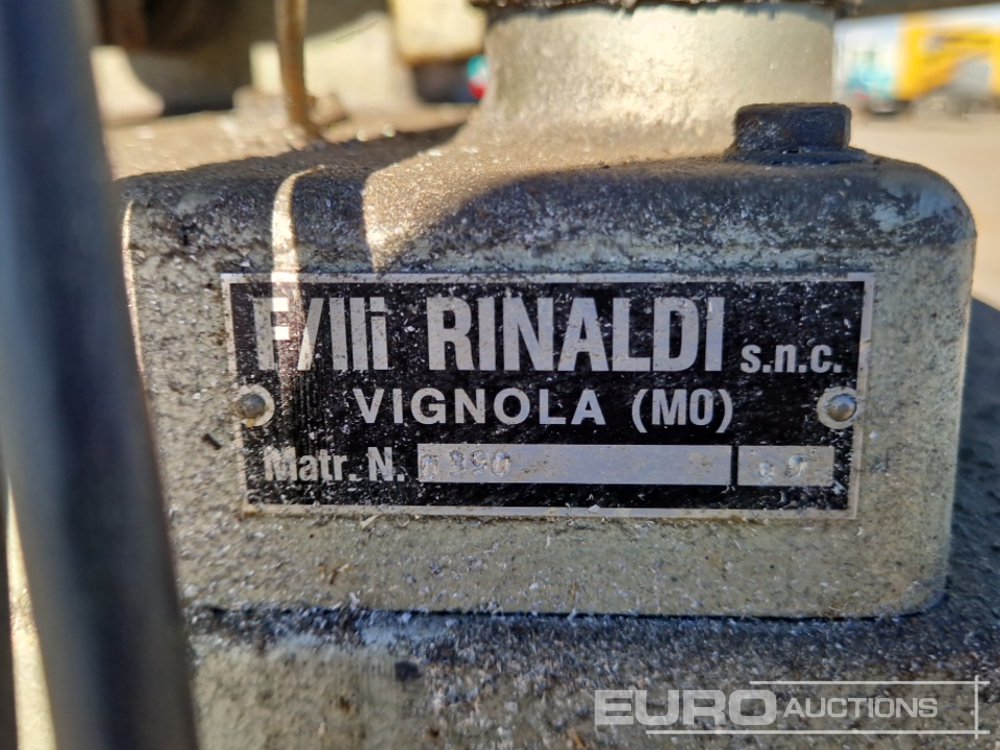 F/lli RINALDI s.n.c.
VIGNOLA (MO)
Matr. N.
EURO AUCTIONS